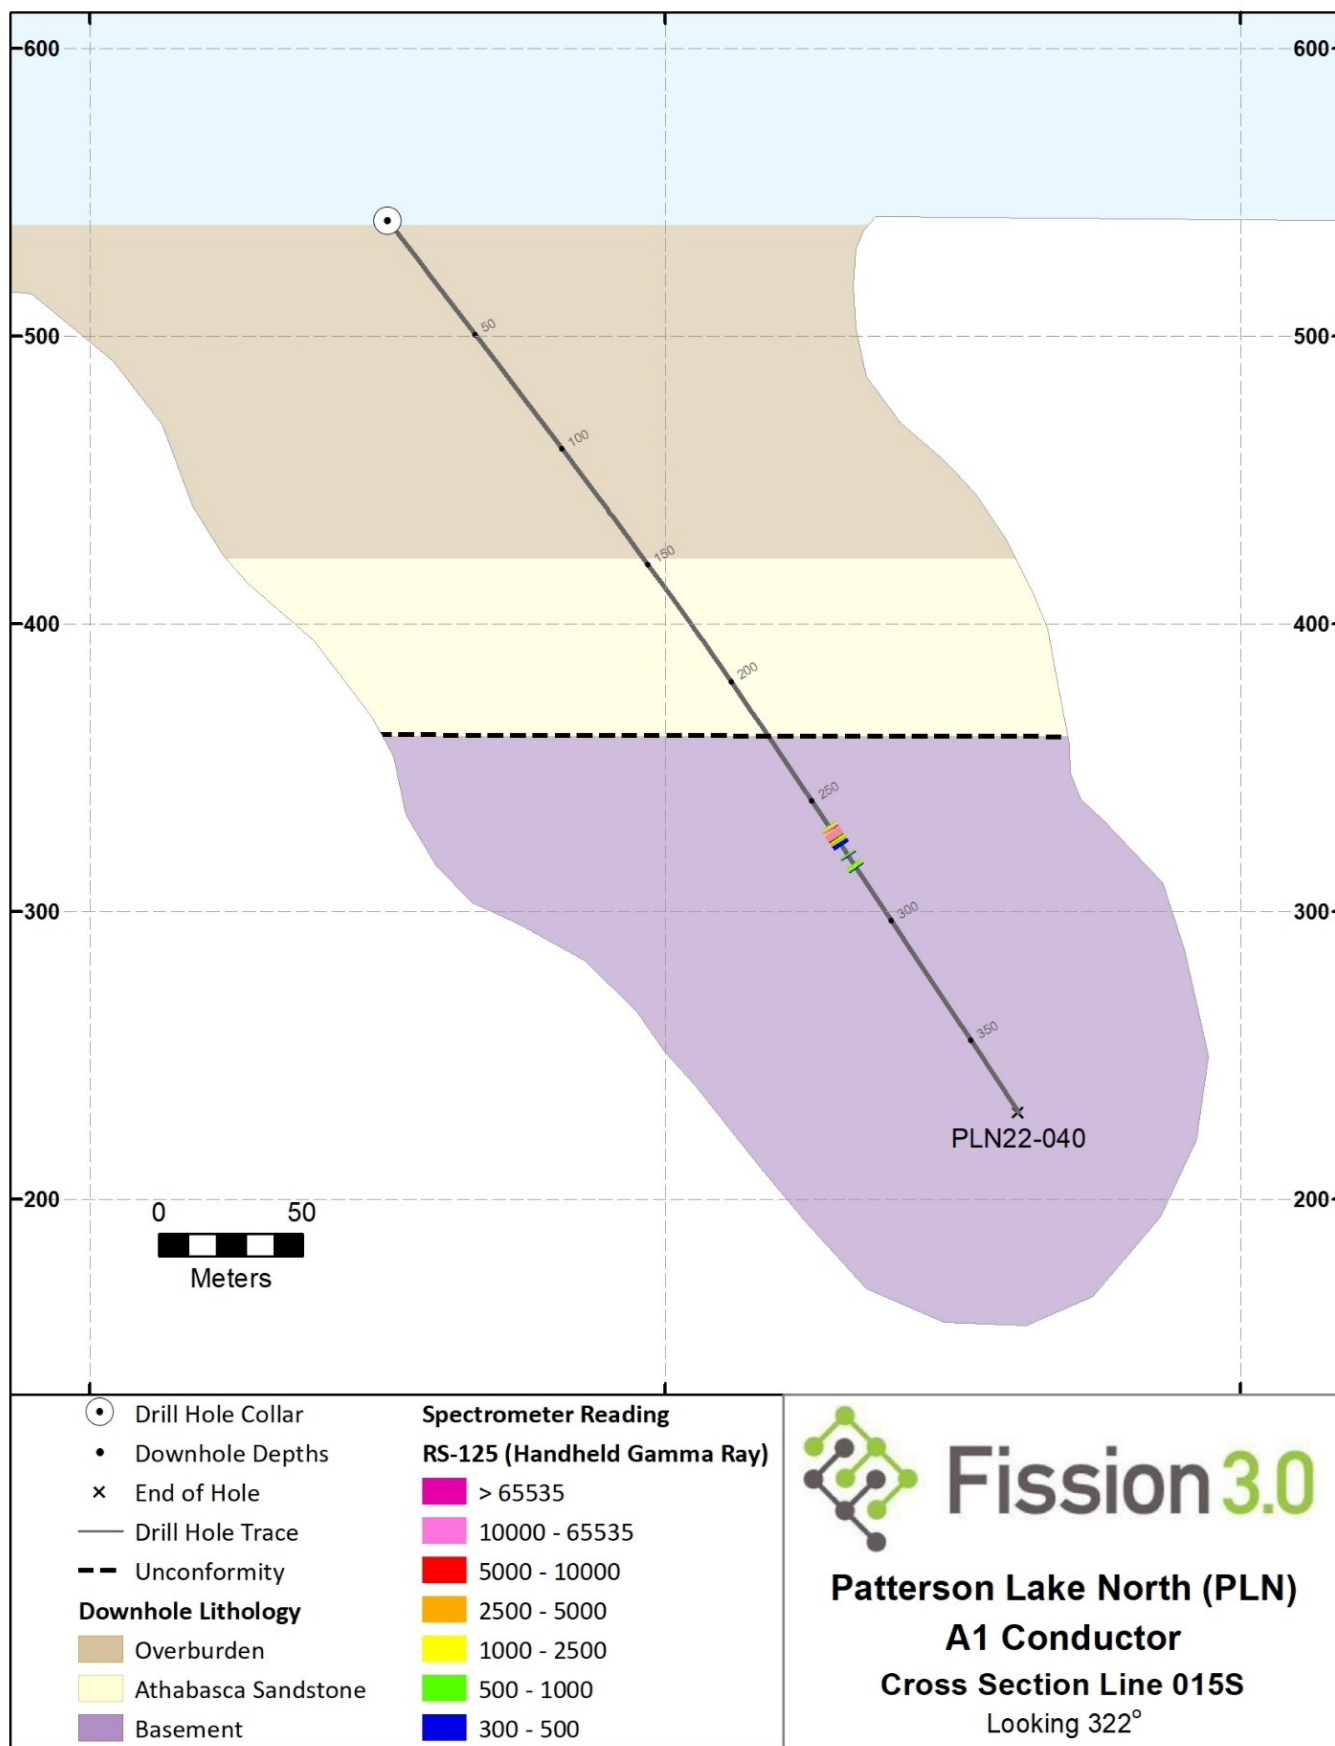 600 600
50
500 500
100
150
400 400
200
250
300
300 300
350
PLN22-040
200 200
0 50
Meters
Drill Hole Collar
Downhole Depths
End of Hole
Drill Hole Trace
Unconformity
Downhole Lithology
Overburden
Athabasca Sandstone
Basement
Spectrometer Reading
RS-125 (Handheld Gamma Ray)
> 65535
10000 - 65535
5000 - 10000
2500 - 5000
1000 - 2500
500 - 1000
300 - 500
Fission 3.0
Patterson Lake North (PLN)
A1 Conductor
Cross Section Line 015S
Looking 322°